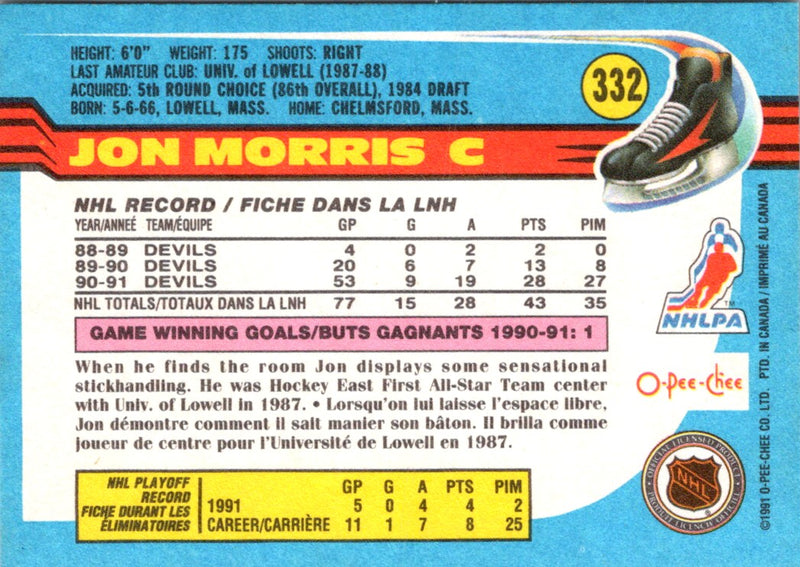 HEIGHT: 6'0" WEIGHT: 175 SHOOTS: RIGHT
LAST AMATEUR CLUB: UNIV. of LOWELL (1987-88)
ACQUIRED: 5th ROUND CHOICE (86th OVERALL), 1984 DRAFT
BORN: 5-6-66, LOWELL, MASS. HOME: CHELMSFORD, MASS.
332
JON MORRIS C
NHL RECORD / FICHE DANS LA LNH
YEAR/ANNEÉ TEAM/ÉQUIPE GP G A PTS PIM
88-89 DEVILS 4 0 2 2 0
89-90 DEVILS 20 6 7 13 8
90-91 DEVILS 53 9 19 28 27
NHL TOTALS/TOTAUX DANS LA LNH 77 15 28 43 35
GAME WINNING GOALS/BUTS GAGNANTS 1990-91: 1
When he finds the room Jon displays some sensational
stickhandling. He was Hockey East First All-Star Team center
with Univ. of Lowell in 1987. • Lorsqu'on lui laisse l'espace libre,
Jon démontre comment il sait manier son bâton. Il brilla comme
joueur de centre pour l'Université de Lowell en 1987.
NHL PLAYOFF
RECORD
FICHE DURANT LES
ÉLIMINATOIRES
GP G A PTS PIM
1991 5 0 4 4 2
CAREER/CARRIÈRE 11 1 7 8 25
NHLPA
TM
O-Pee-Chee
OFFICIAL LICENSED PRODUCT
NHL
PRODUIT LICENCIÉ OFFICIEL
©1991 O-PEE-CHEE CO. LTD. PTD. IN CANADA / IMPRIMÉ AU CANADA